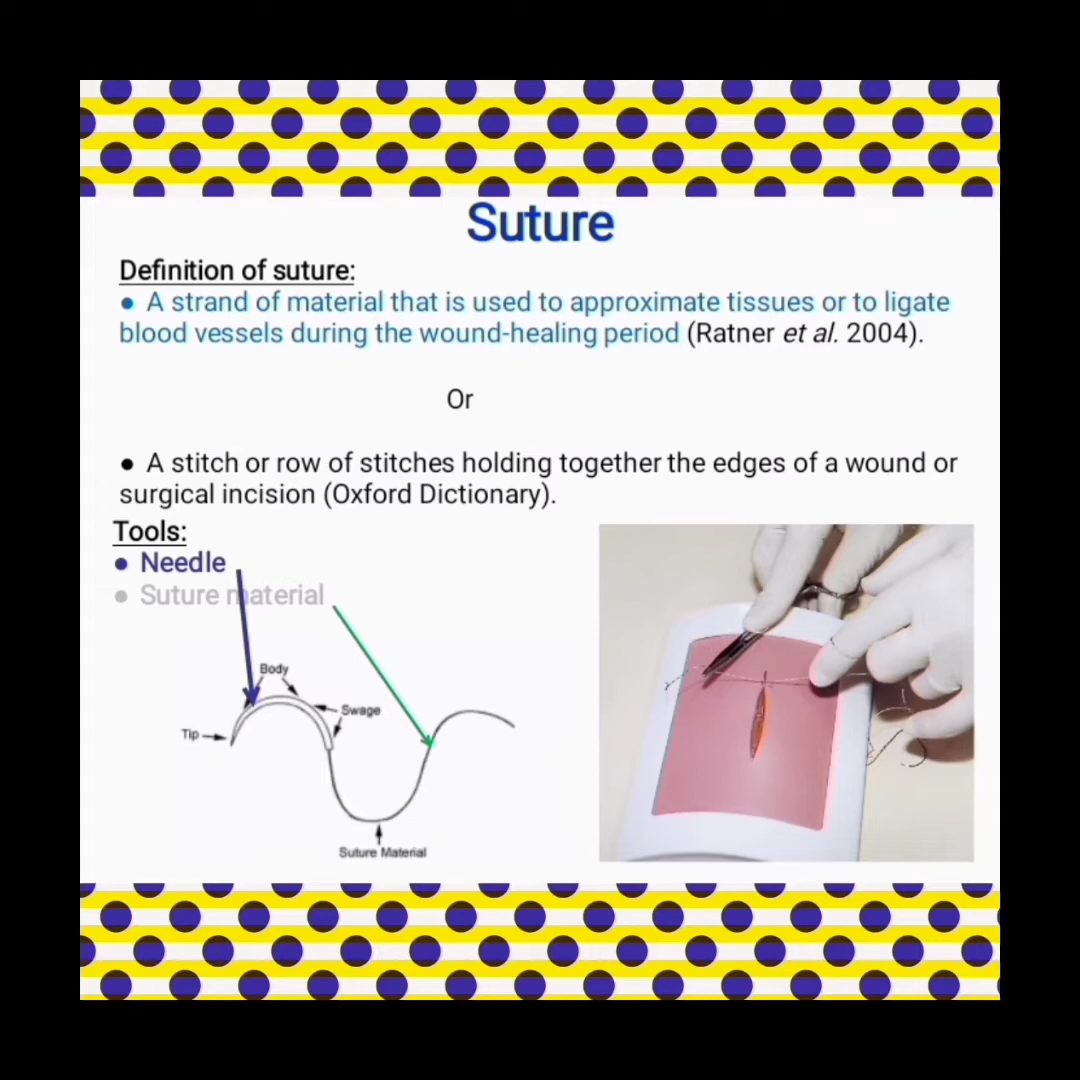 Suture
Definition of suture:
● A strand of material that is used to approximate tissues or to ligate
blood vessels during the wound-healing period (Ratner et al. 2004).
Or
● A stitch or row of stitches holding together the edges of a wound or
surgical incision (Oxford Dictionary).
Tools:
● Needle
● Suture material
Body
Swage
Tip
Suture Material